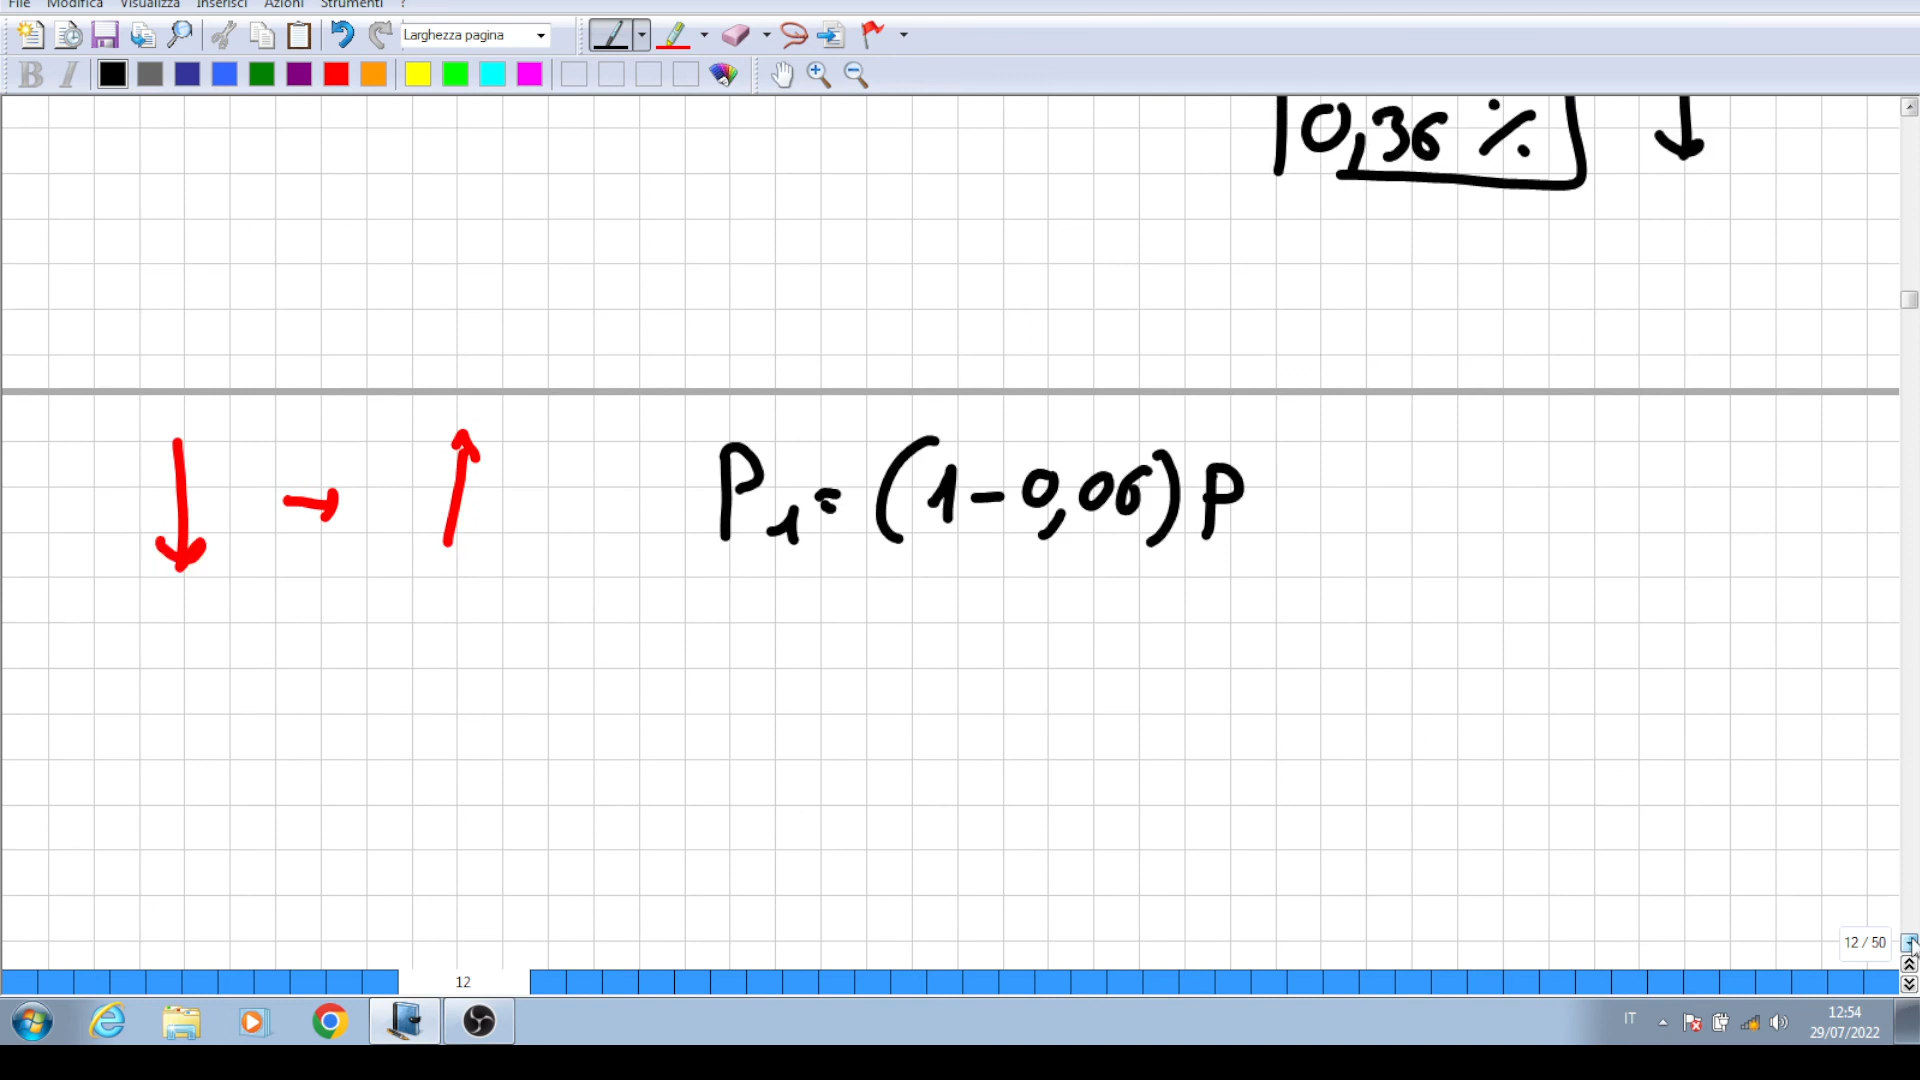 File Modifica Visualizza Inserisci Azioni Strumenti ?
Larghezza pagina
B I
0,36 %
P1 = (1 - 0,06) P
12 / 50
12
IT
12:54
29/07/2022